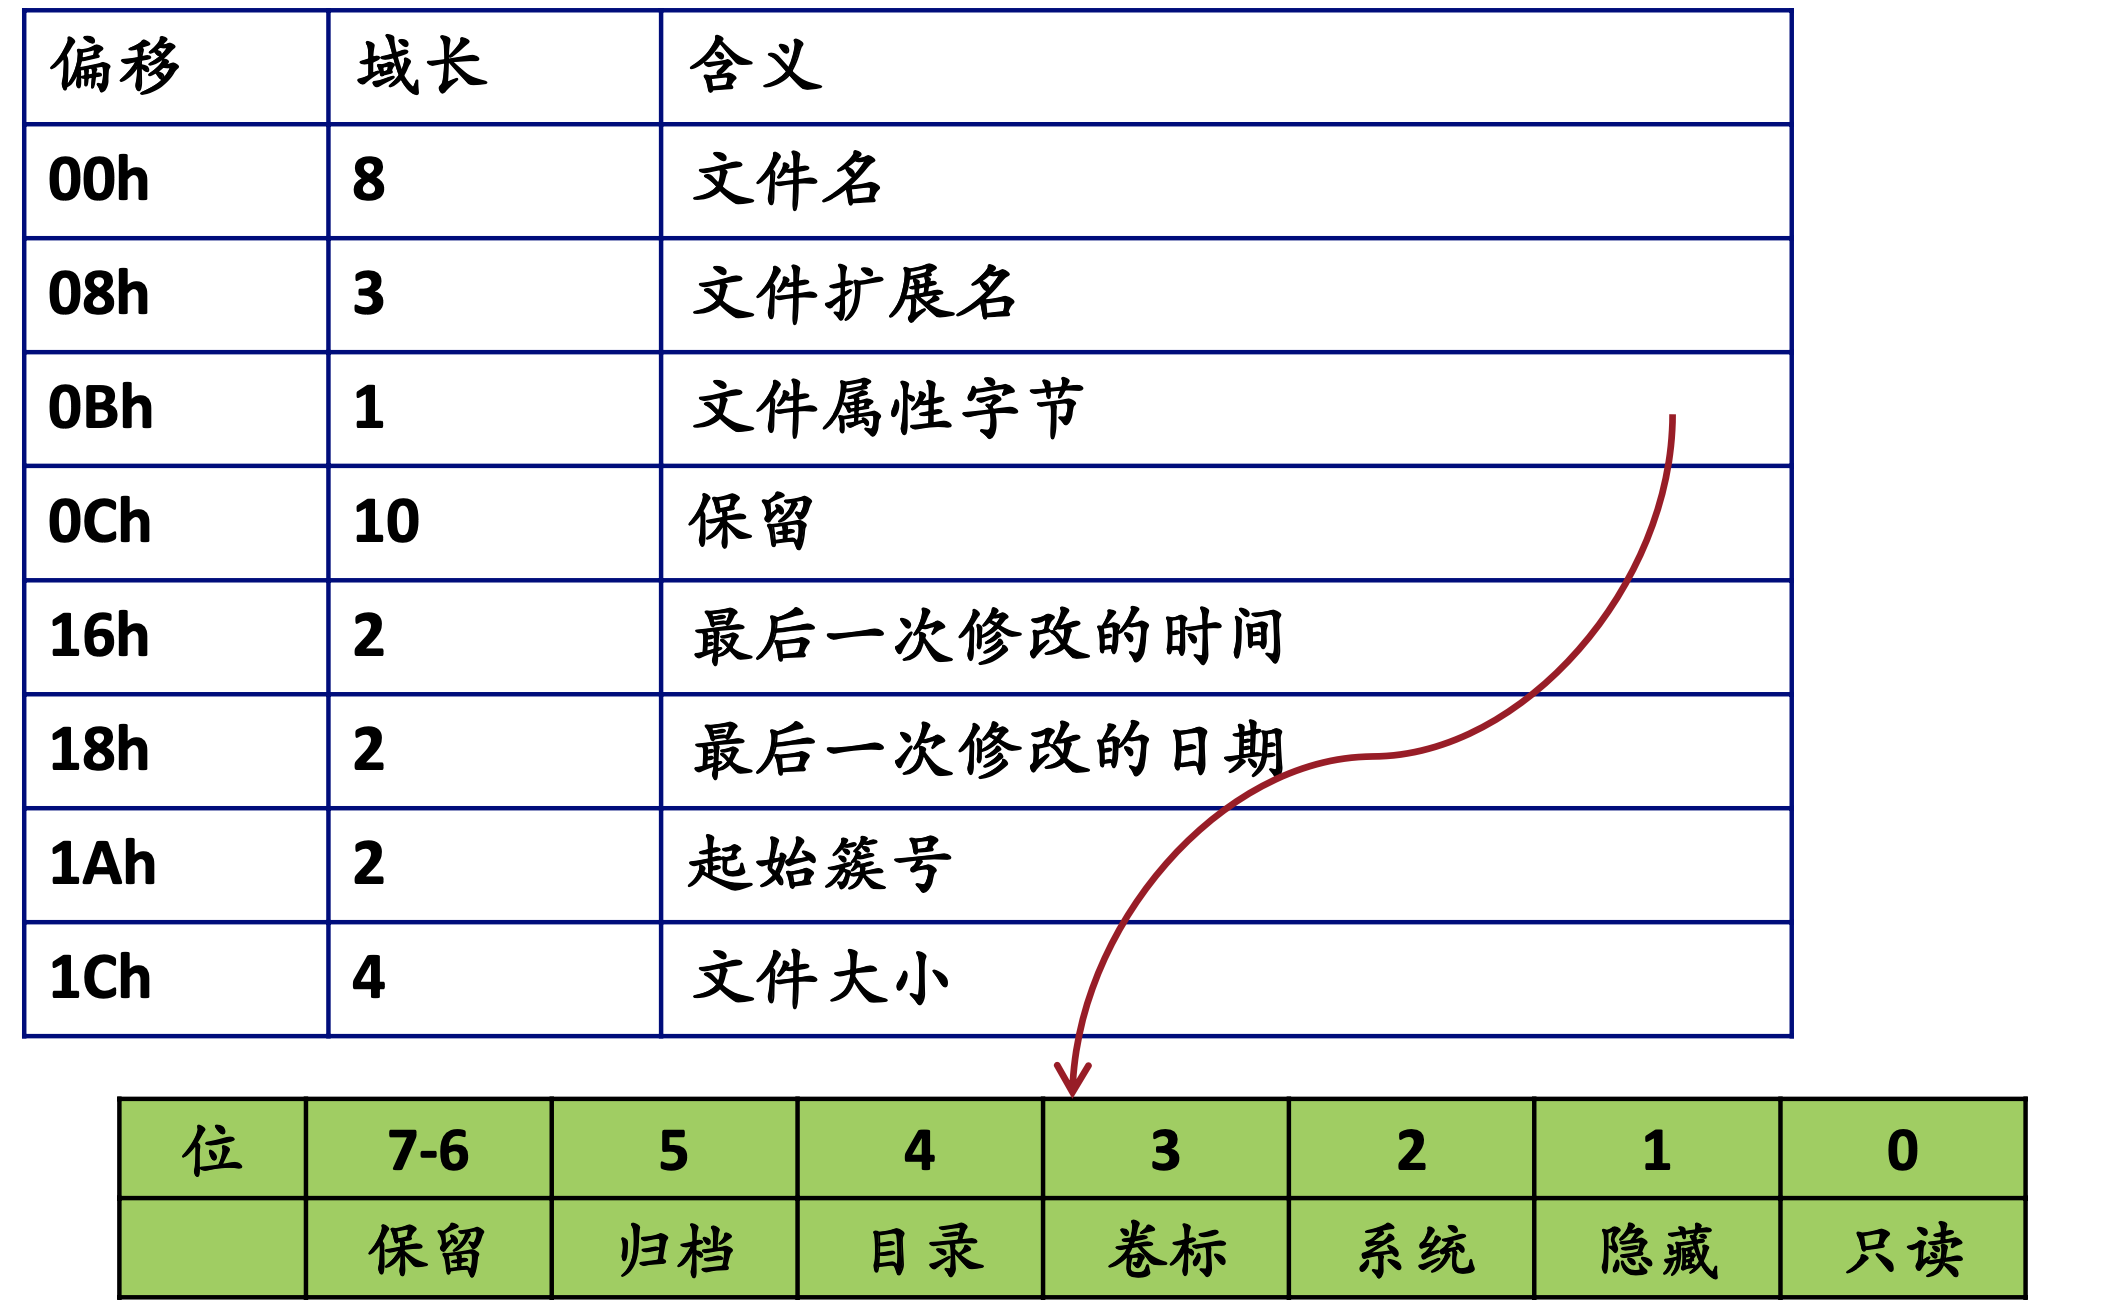 偏移 域长 含义
00h 8 文件名
08h 3 文件扩展名
0Bh 1 文件属性字节
0Ch 10 保留
16h 2 最后一次修改的时间
18h 2 最后一次修改的日期
1Ah 2 起始簇号
1Ch 4 文件大小
位 7-6 5 4 3 2 1 0
保留 归档 目录 卷标 系统 隐藏 只读